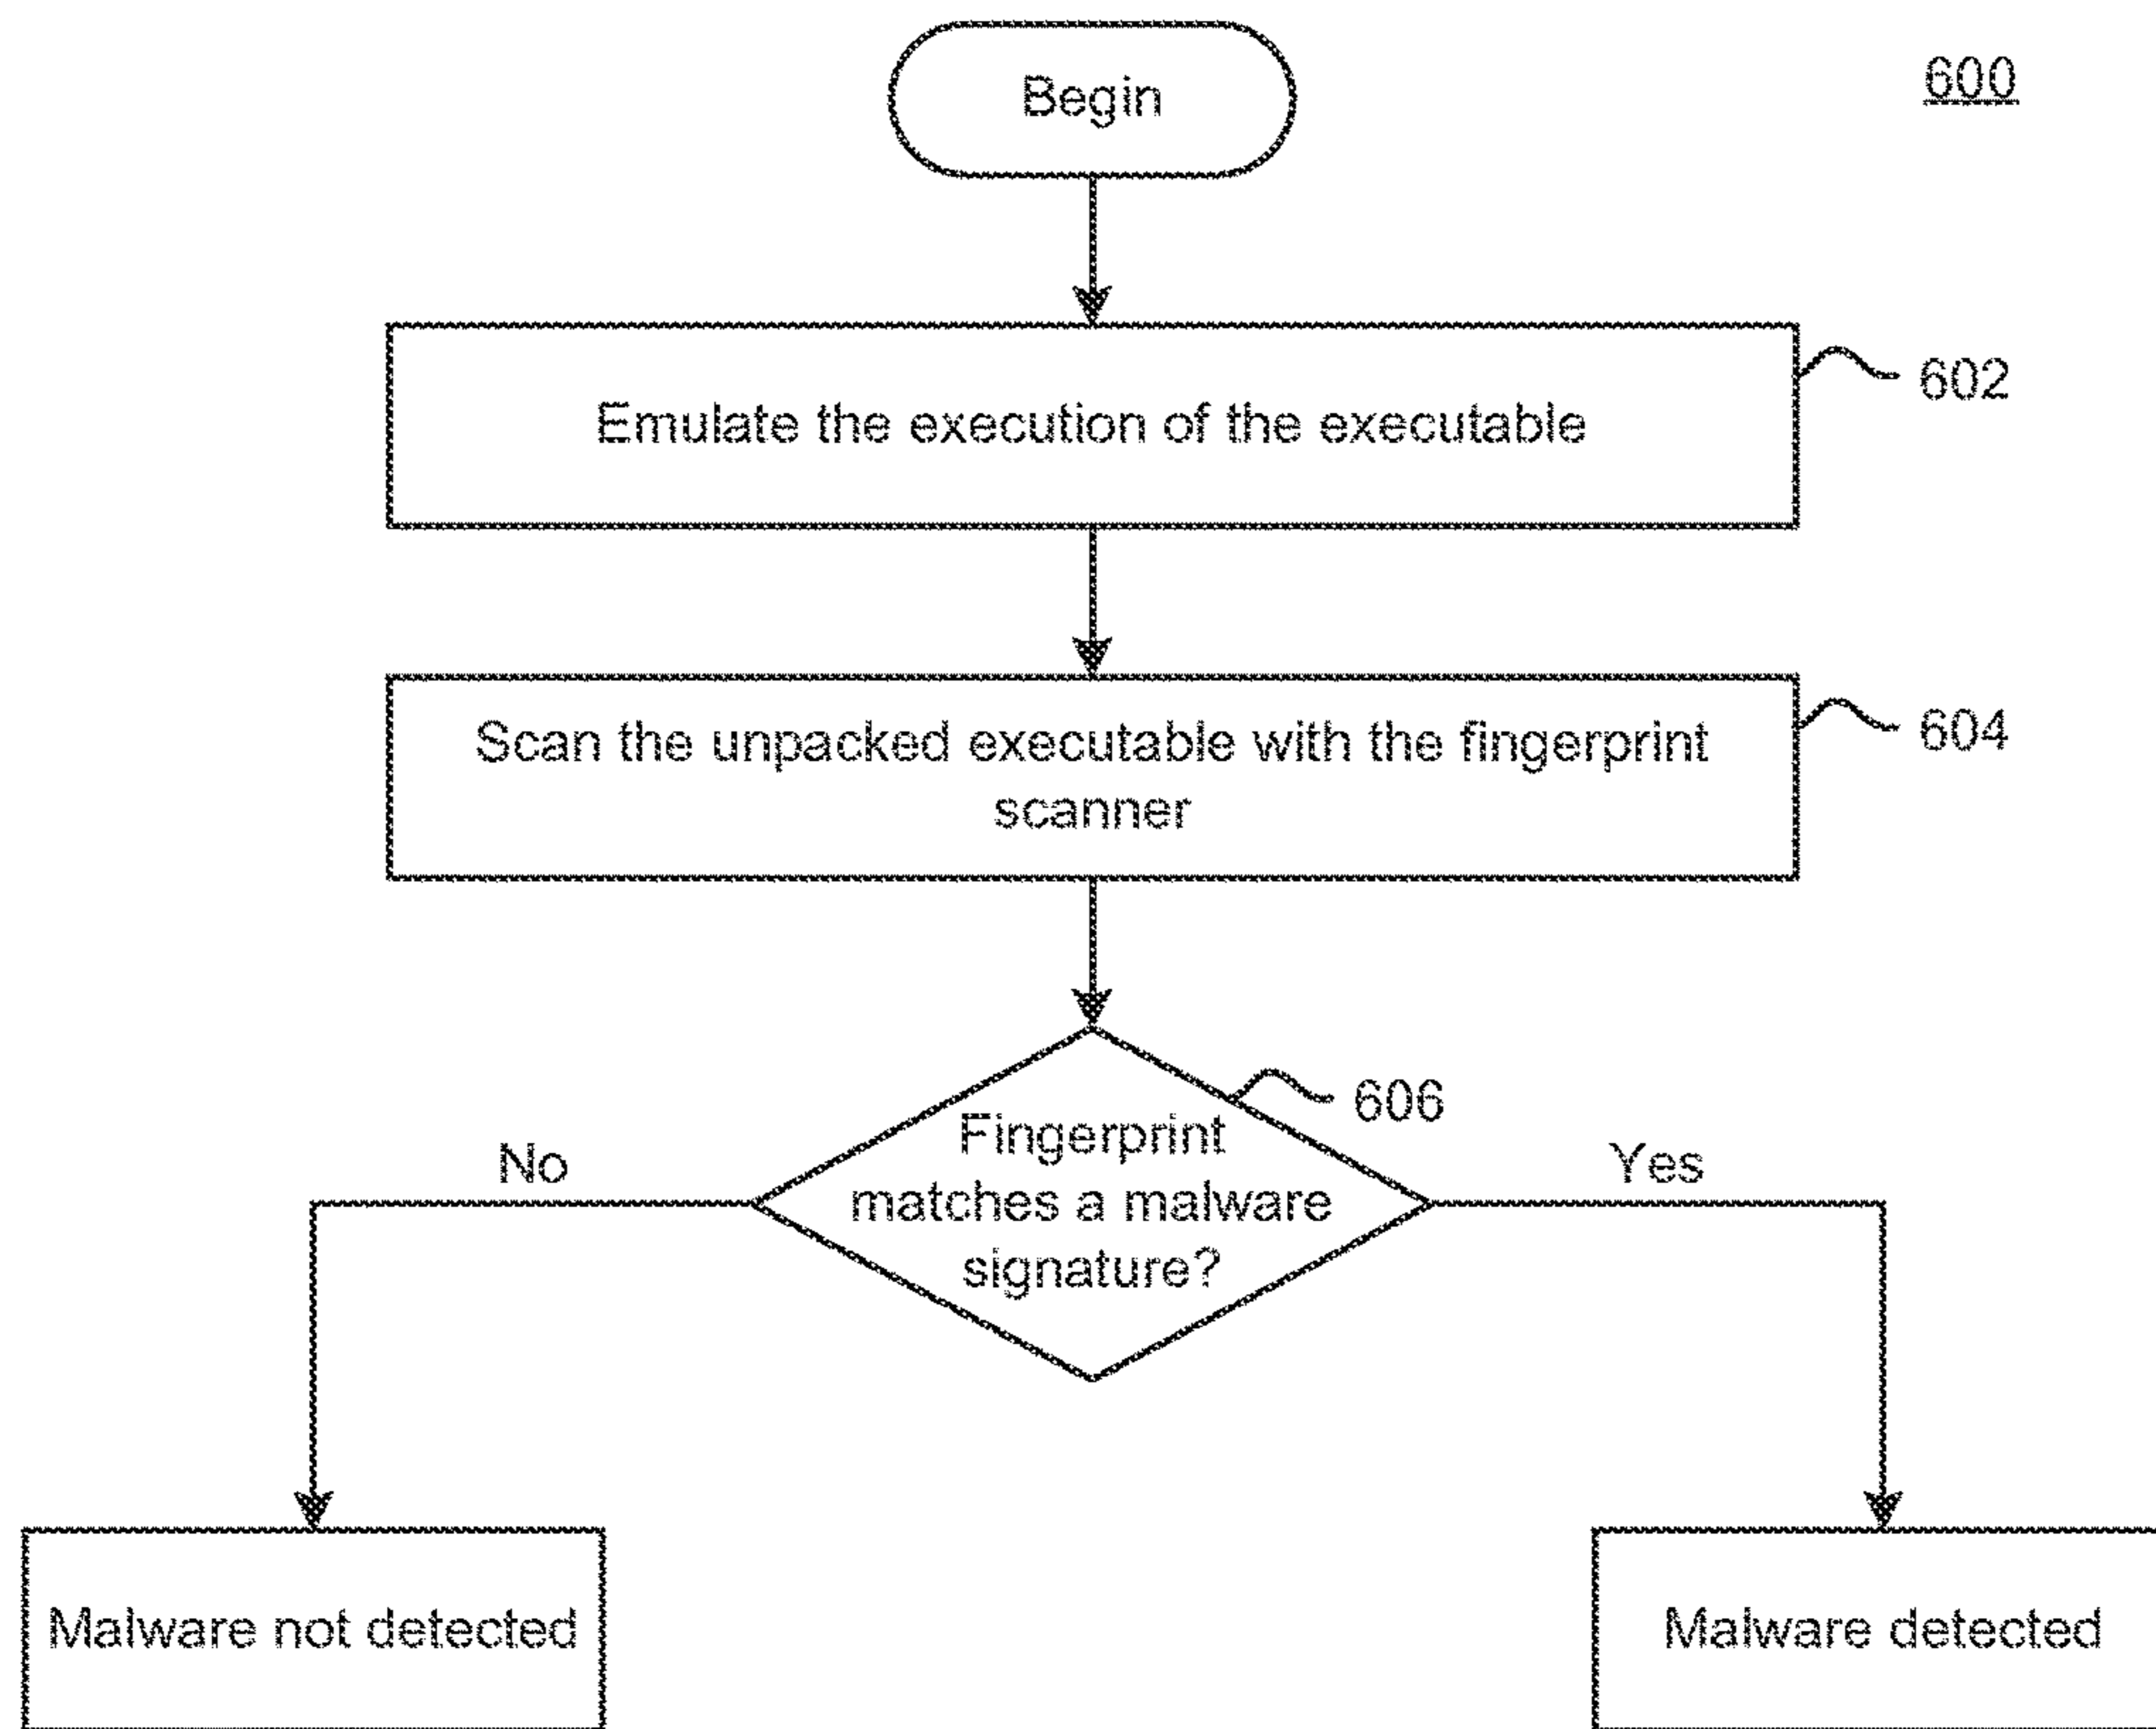 Begin
600
Emulate the execution of the executable
602
Scan the unpacked executable with the fingerprint
scanner
604
606
Fingerprint
matches a malware
signature?
No
Yes
Malware not detected
Malware detected